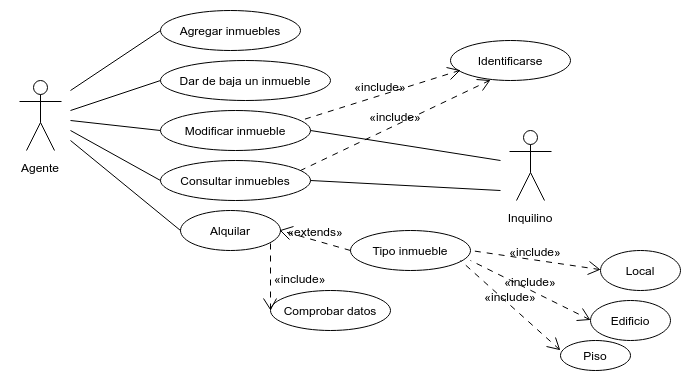 Agregar inmuebles
Identificarse
Dar de baja un inmueble
«include»
Modificar inmueble
«include»
Agente
Consultar inmuebles
Inquilino
Alquilar
«extends»
Tipo inmueble
«include»
Local
«include»
«include»
«include»
Comprobar datos
Edificio
Piso